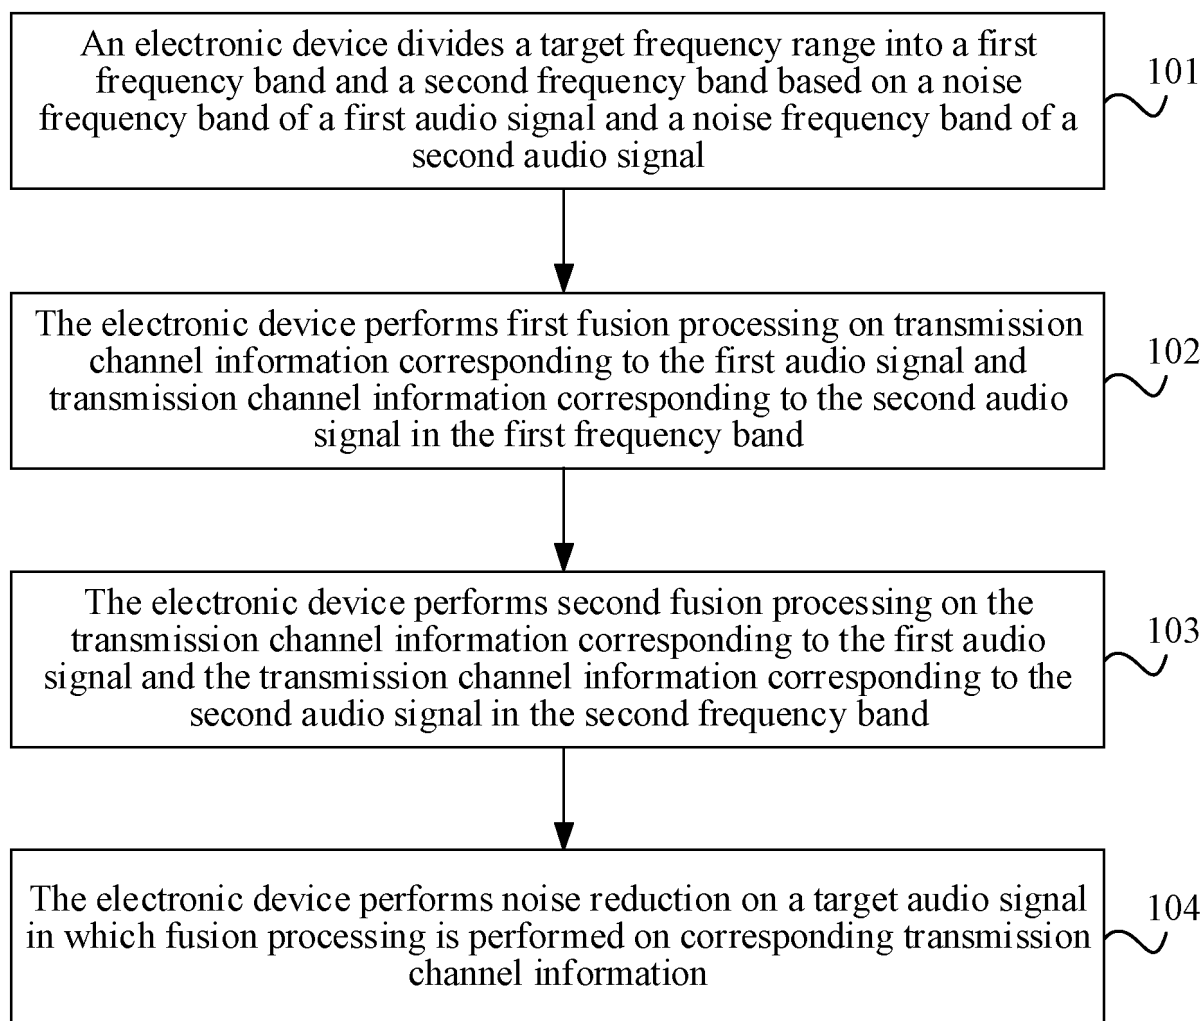 An electronic device divides a target frequency range into a first
frequency band and a second frequency band based on a noise
frequency band of a first audio signal and a noise frequency band of a
second audio signal
101
The electronic device performs first fusion processing on transmission
channel information corresponding to the first audio signal and
transmission channel information corresponding to the second audio
signal in the first frequency band
102
The electronic device performs second fusion processing on the
transmission channel information corresponding to the first audio
signal and the transmission channel information corresponding to the
second audio signal in the second frequency band
103
The electronic device performs noise reduction on a target audio signal
in which fusion processing is performed on corresponding transmission
channel information
104